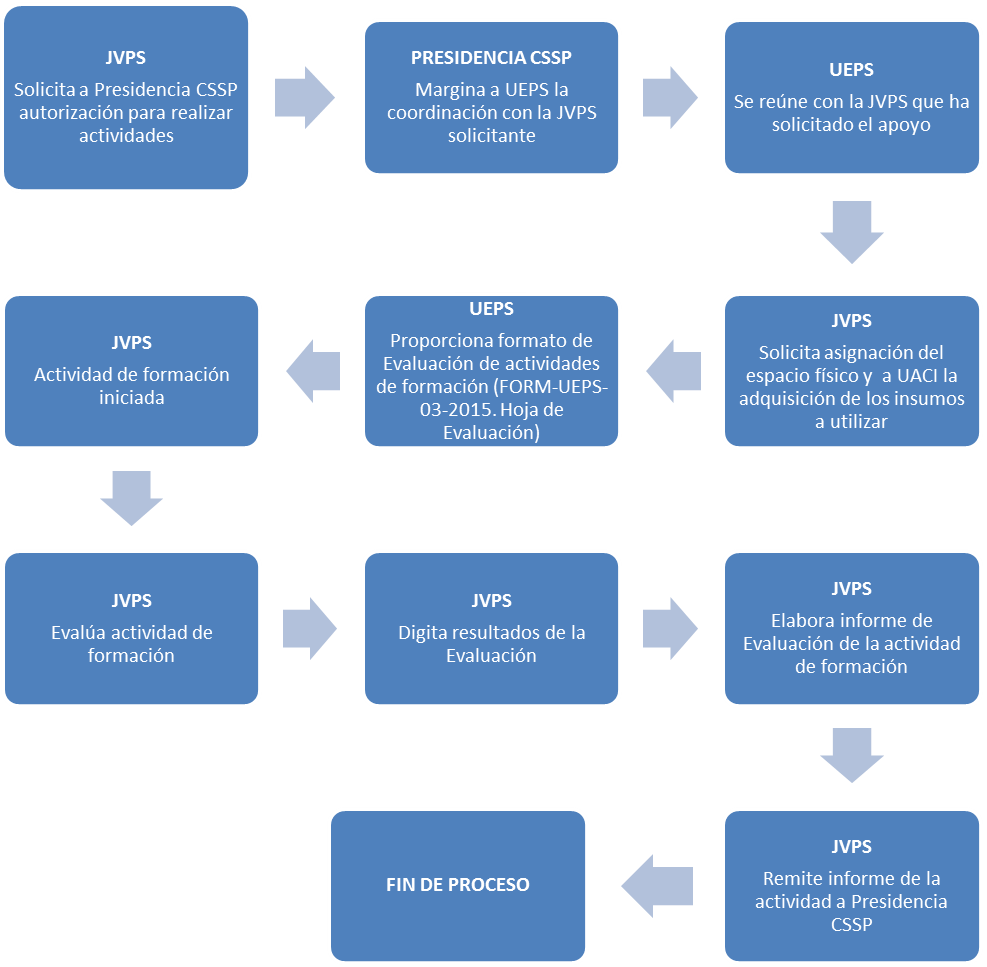 JVPS
Solicita a Presidencia CSSP
autorización para realizar
actividades
PRESIDENCIA CSSP
Margina a UEPS la
coordinación con la JVPS
solicitante
UEPS
Se reúne con la JVPS que ha
solicitado el apoyo
JVPS
Solicita asignación del
espacio físico y a UACI la
adquisición de los insumos
a utilizar
UEPS
Proporciona formato de
Evaluación de actividades
de formación (FORM-UEPS-
03-2015. Hoja de
Evaluación)
JVPS
Actividad de formación
iniciada
JVPS
Evalúa actividad de
formación
JVPS
Digita resultados de la
Evaluación
JVPS
Elabora informe de
Evaluación de la actividad
de formación
JVPS
Remite informe de la
actividad a Presidencia
CSSP
FIN DE PROCESO